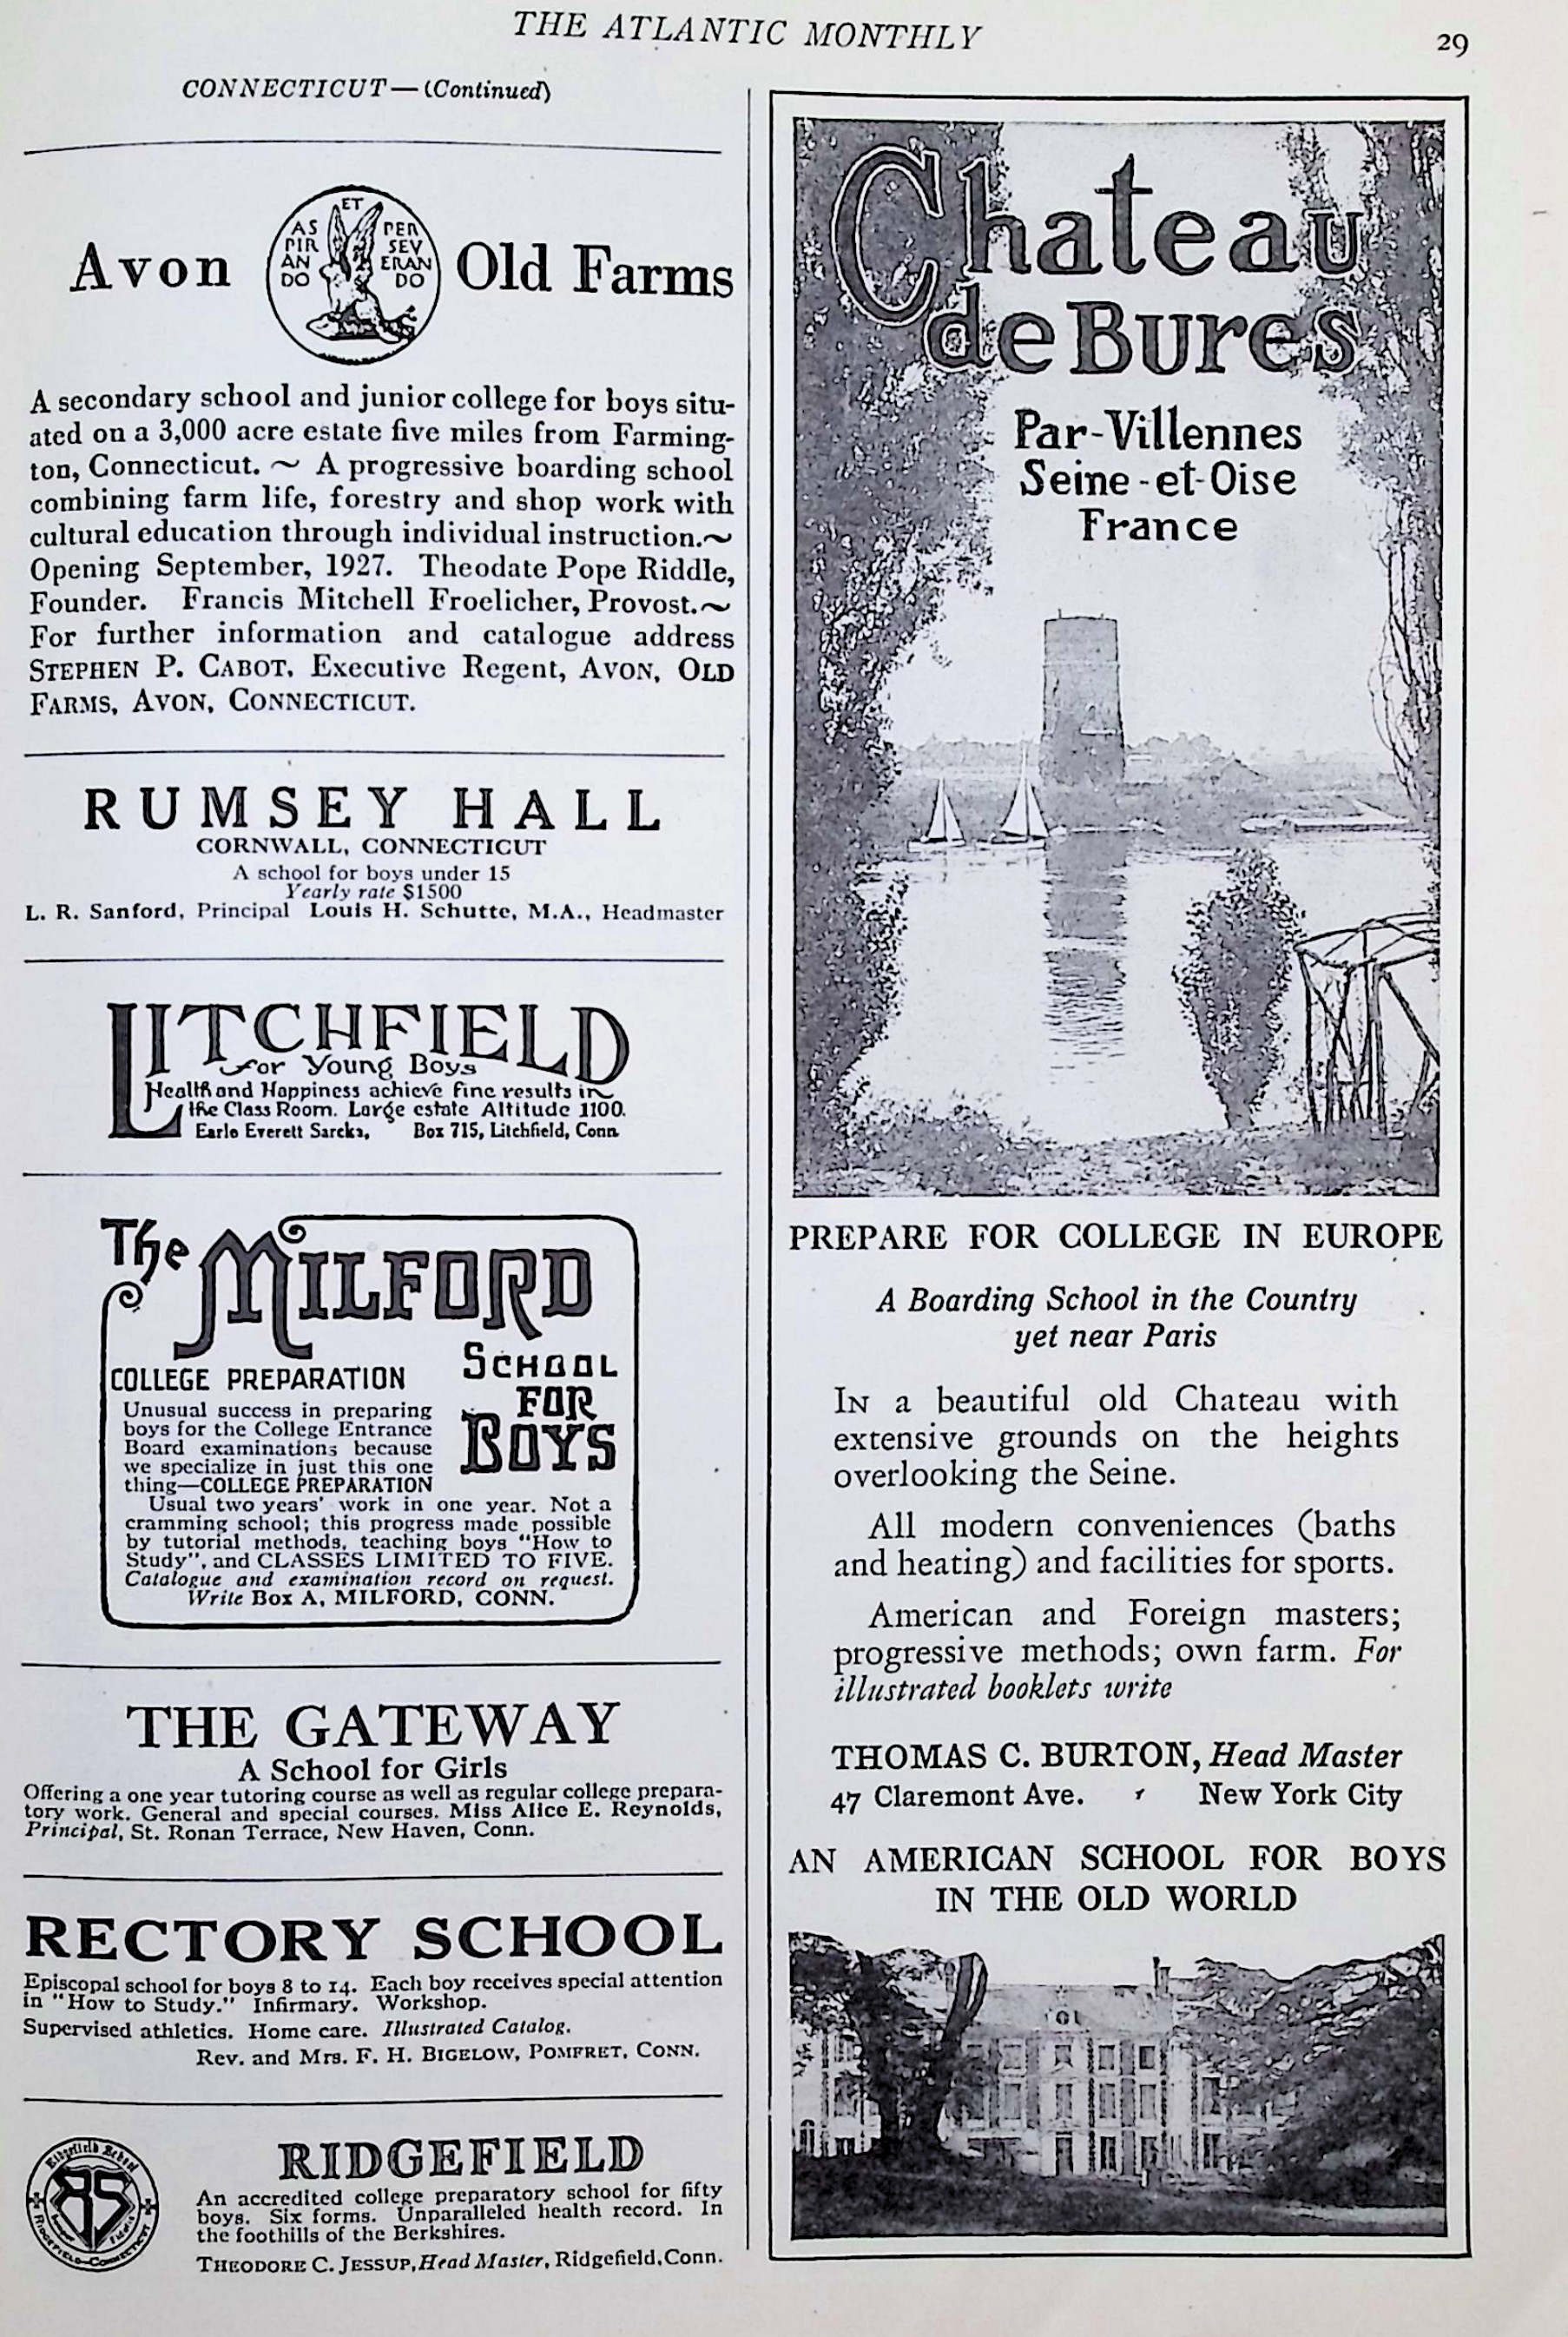 THE ATLANTIC MONTHLY
29
CONNECTICUT—(Continued)
Avon
AS
PIR
AN
DO
ET
PER
SEV
ERAN
DO
Old Farms
A secondary school and junior college for boys situ-
ated on a 3,000 acre estate five miles from Farming-
ton, Connecticut. ~ A progressive boarding school
combining farm life, forestry and shop work with
cultural education through individual instruction.~
Opening September, 1927. Theodate Pope Riddle,
Founder. Francis Mitchell Froelicher, Provost.~
For further information and catalogue address
STEPHEN P. CABOT, Executive Regent, AVON, OLD
FARMS, AVON, CONNECTICUT.
RUMSEY HALL
CORNWALL, CONNECTICUT
A school for boys under 15
Yearly rate $1500
L. R. Sanford, Principal Louis H. Schutte, M.A., Headmaster
LITCHFIELD
for Young Boys
Health and Happiness achieve fine results in
the Class Room. Large estate Altitude 1100.
Earle Everett Sarcka, Box 715, Litchfield, Conn
The MILFORD
SCHOOL
FOR
BOYS
COLLEGE PREPARATION
Unusual success in preparing
boys for the College Entrance
Board examinations because
we specialize in just this one
thing—COLLEGE PREPARATION
Usual two years' work in one year. Not a
cramming school; this progress made possible
by tutorial methods, teaching boys "How to
Study", and CLASSES LIMITED TO FIVE.
Catalogue and examination record on request.
Write Box A, MILFORD, CONN.
THE GATEWAY
A School for Girls
Offering a one year tutoring course as well as regular college prepara-
tory work. General and special courses. Miss Alice E. Reynolds,
Principal, St. Ronan Terrace, New Haven, Conn.
RECTORY SCHOOL
Episcopal school for boys 8 to 14. Each boy receives special attention
in "How to Study." Infirmary. Workshop.
Supervised athletics. Home care. Illustrated Catalog.
Rev. and Mrs. F. H. BIGELOW, POMFRET, CONN.
Ridgefield School
RS
RIDGEFIELD—CONNECTICUT
RIDGEFIELD
An accredited college preparatory school for fifty
boys. Six forms. Unparalleled health record. In
the foothills of the Berkshires.
THEODORE C. JESSUP, Head Master, Ridgefield, Conn.
Chateau
de Bures
Par-Villennes
Seine-et-Oise
France
PREPARE FOR COLLEGE IN EUROPE
A Boarding School in the Country
yet near Paris
IN a beautiful old Chateau with
extensive grounds on the heights
overlooking the Seine.
All modern conveniences (baths
and heating) and facilities for sports.
American and Foreign masters;
progressive methods; own farm. For
illustrated booklets write
THOMAS C. BURTON, Head Master
47 Claremont Ave. ‚ New York City
AN AMERICAN SCHOOL FOR BOYS
IN THE OLD WORLD